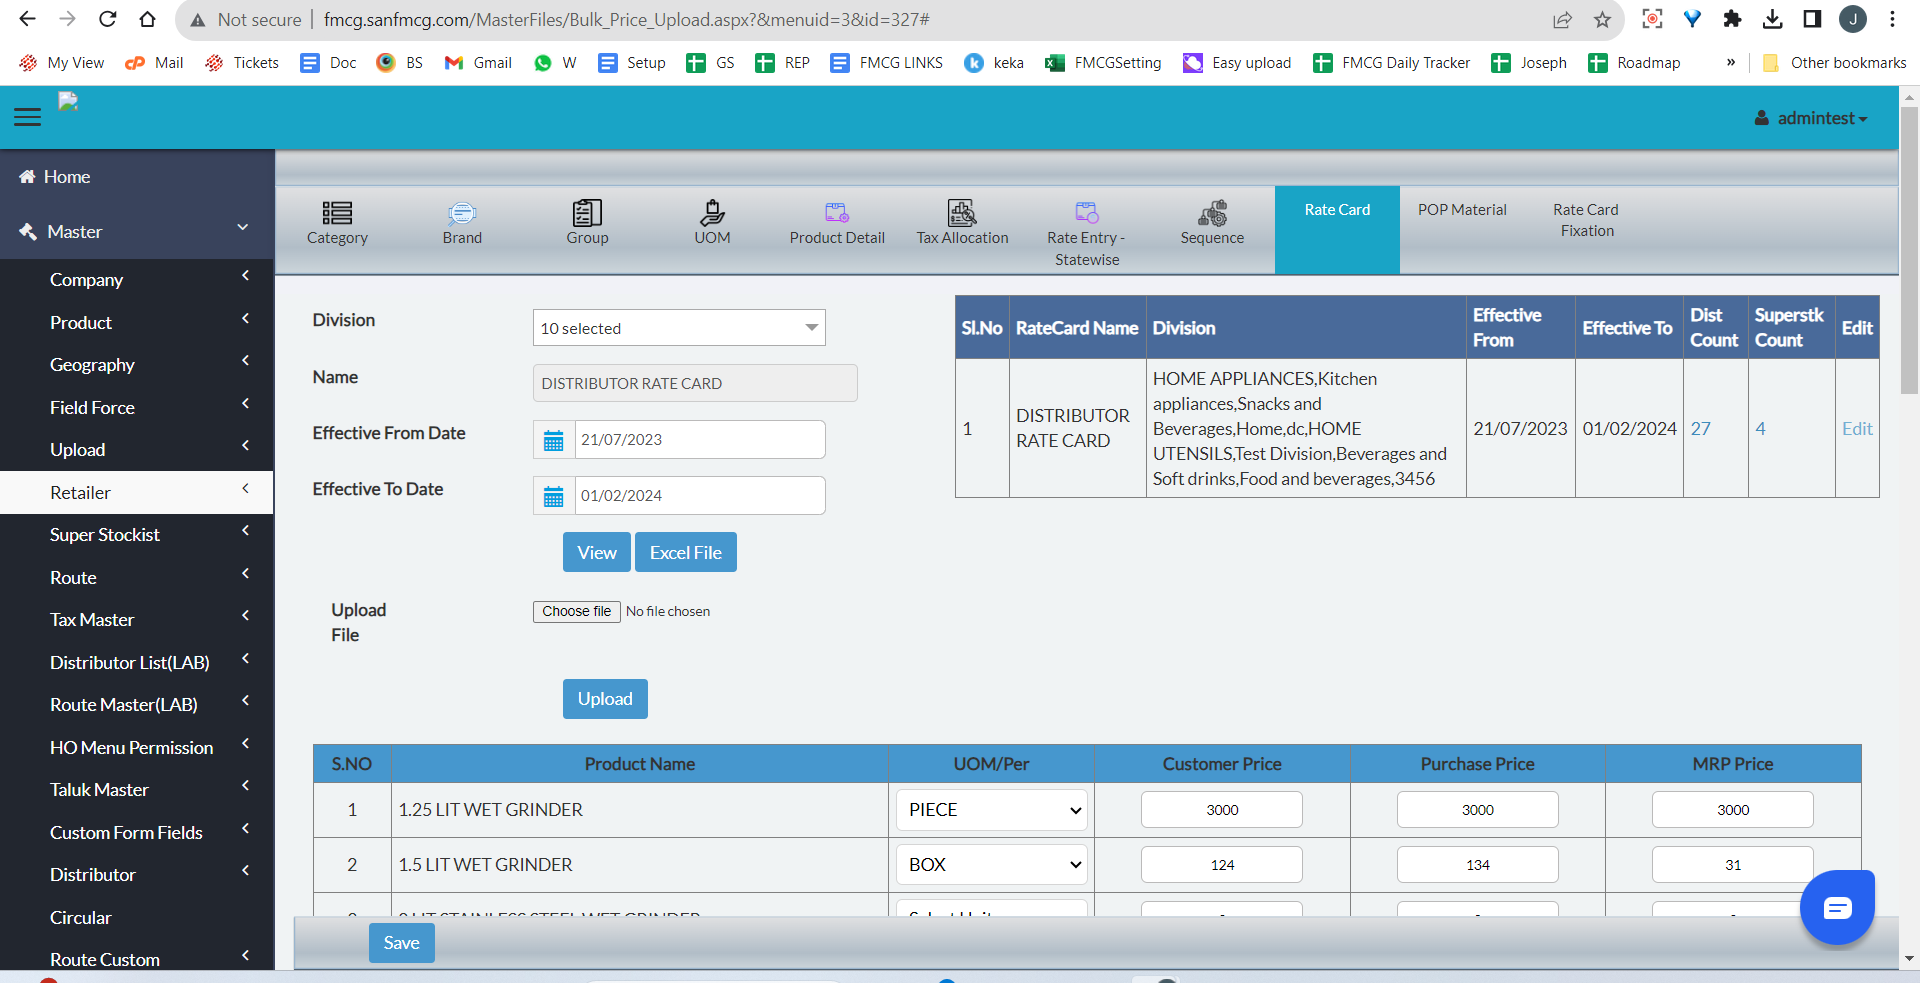 Not secure
fmcg.sanfmcg.com/MasterFiles/Bulk_Price_Upload.aspx?&menuid=3&id=327#
J
My View
Mail
Tickets
Doc
BS
Gmail
W
Setup
GS
REP
FMCG LINKS
keka
FMCGSetting
Easy upload
FMCG Daily Tracker
Joseph
Roadmap
»
Other bookmarks
admintest
Home
Master
Company
Product
Geography
Field Force
Upload
Retailer
Super Stockist
Route
Tax Master
Distributor List(LAB)
Route Master(LAB)
HO Menu Permission
Taluk Master
Custom Form Fields
Distributor
Circular
Route Custom
Category
Brand
Group
UOM
Product Detail
Tax Allocation
Rate Entry -
Statewise
Sequence
Rate Card
POP Material
Rate Card
Fixation
Division
10 selected
Name
DISTRIBUTOR RATE CARD
Effective From Date
21/07/2023
Effective To Date
01/02/2024
View
Excel File
Upload
File
Choose file No file chosen
Upload
Sl.No
RateCard Name
Division
Effective
From
Effective To
Dist
Count
Superstk
Count
Edit
1
DISTRIBUTOR
RATE CARD
HOME APPLIANCES,Kitchen
appliances,Snacks and
Beverages,Home,dc,HOME
UTENSILS,Test Division,Beverages and
Soft drinks,Food and beverages,3456
21/07/2023
01/02/2024
27
4
Edit
S.NO
Product Name
UOM/Per
Customer Price
Purchase Price
MRP Price
1
1.25 LIT WET GRINDER
PIECE
3000
3000
3000
2
1.5 LIT WET GRINDER
BOX
124
134
31
Save